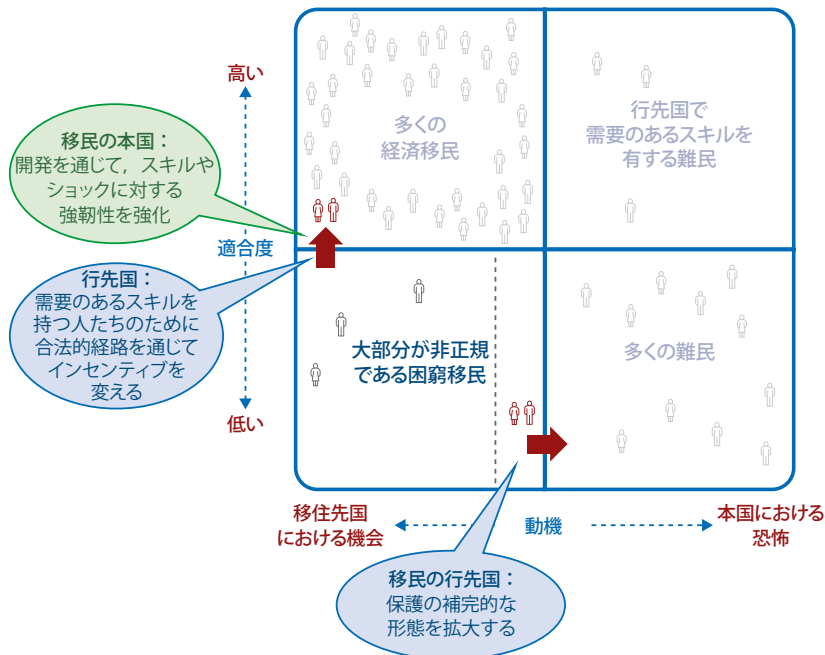 高い
多くの
経済移民
行先国で
需要のあるスキルを
有する難民
移民の本国：
開発を通じて，スキルや
ショックに対する
強靭性を強化
適合度
行先国：
需要のあるスキルを
持つ人たちのために
合法的経路を通じて
インセンティブを
変える
大部分が非正規
である困窮移民
多くの難民
低い
移住先国
における機会
動機
本国における
恐怖
移民の行先国：
保護の補完的な
形態を拡大する